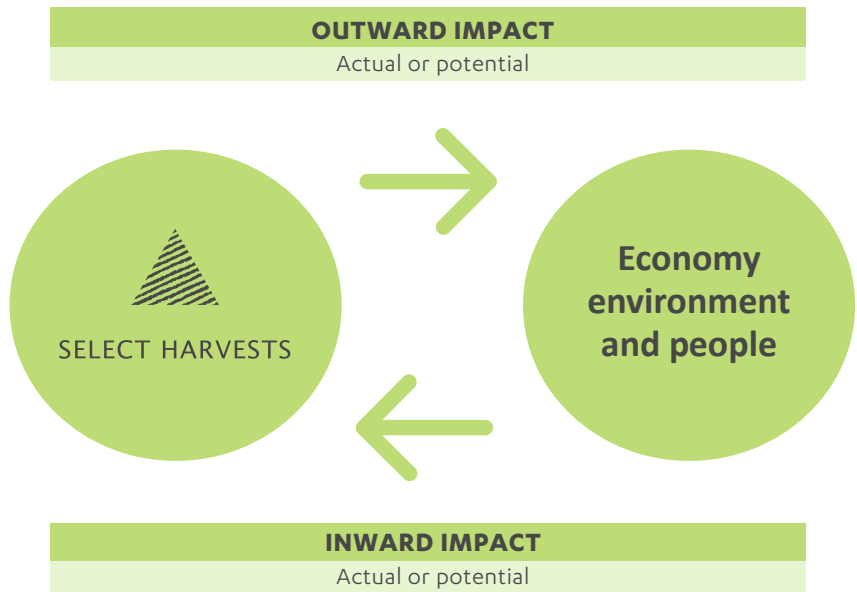 OUTWARD IMPACT
Actual or potential
SELECT HARVESTS
Economy
environment
and people
INWARD IMPACT
Actual or potential